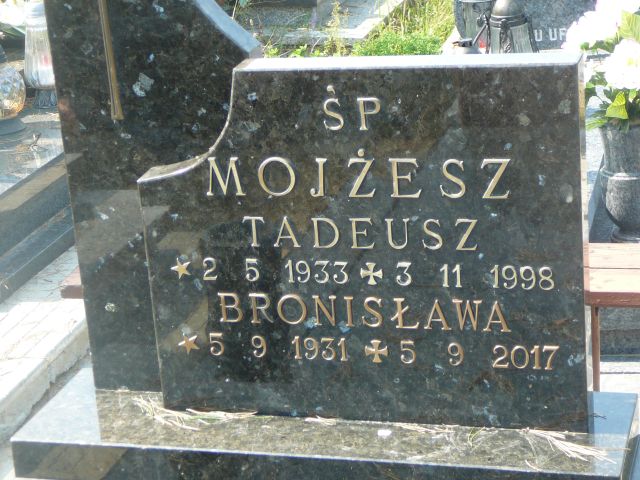 ŚP
MOJŻESZ
TADEUSZ
★ 2 5 1933 ✠ 3 11 1998
BRONISŁAWA
★ 5 9 1931 ✠ 5 9 2017